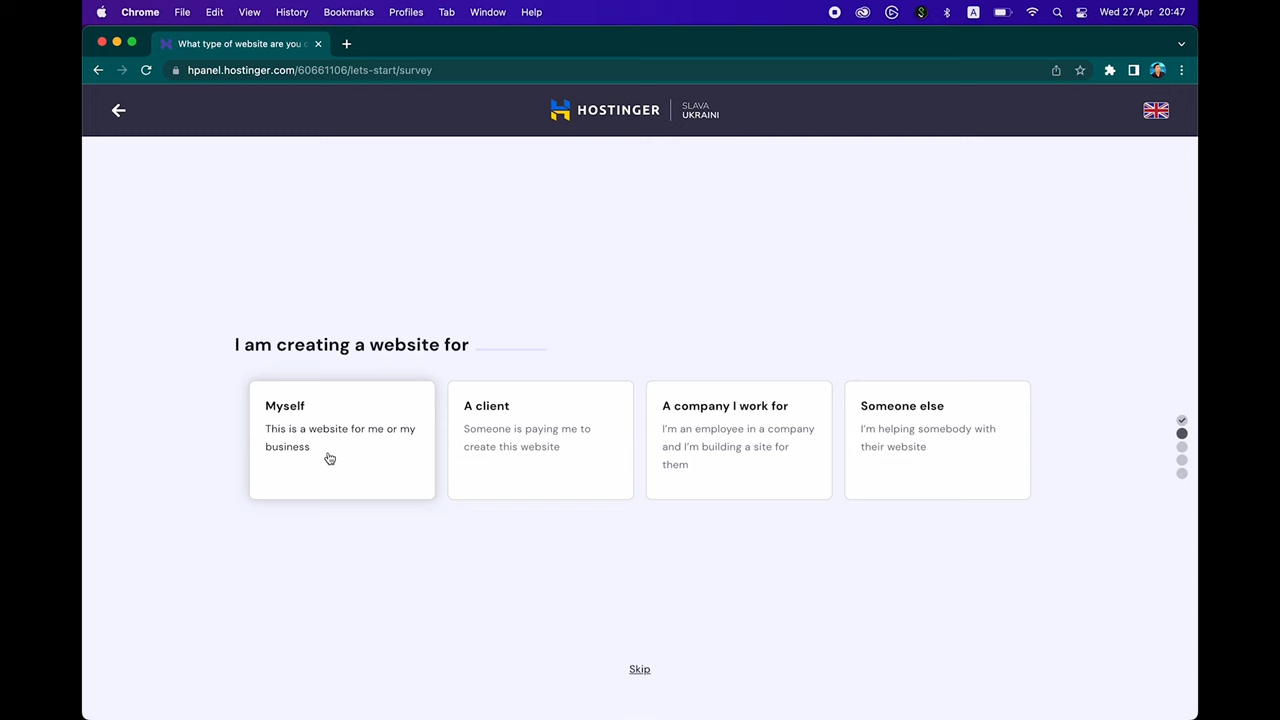 Chrome File Edit View History Bookmarks Profiles Tab Window Help A Wed 27 Apr 20:47
What type of website are you
hpanel.hostinger.com/60661106/lets-start/survey
HOSTINGER
SLAVA
UKRAINI
I am creating a website for
Myself
This is a website for me or my
business
A client
Someone is paying me to
create this website
A company I work for
I'm an employee in a company
and I'm building a site for
them
Someone else
I'm helping somebody with
their website
Skip